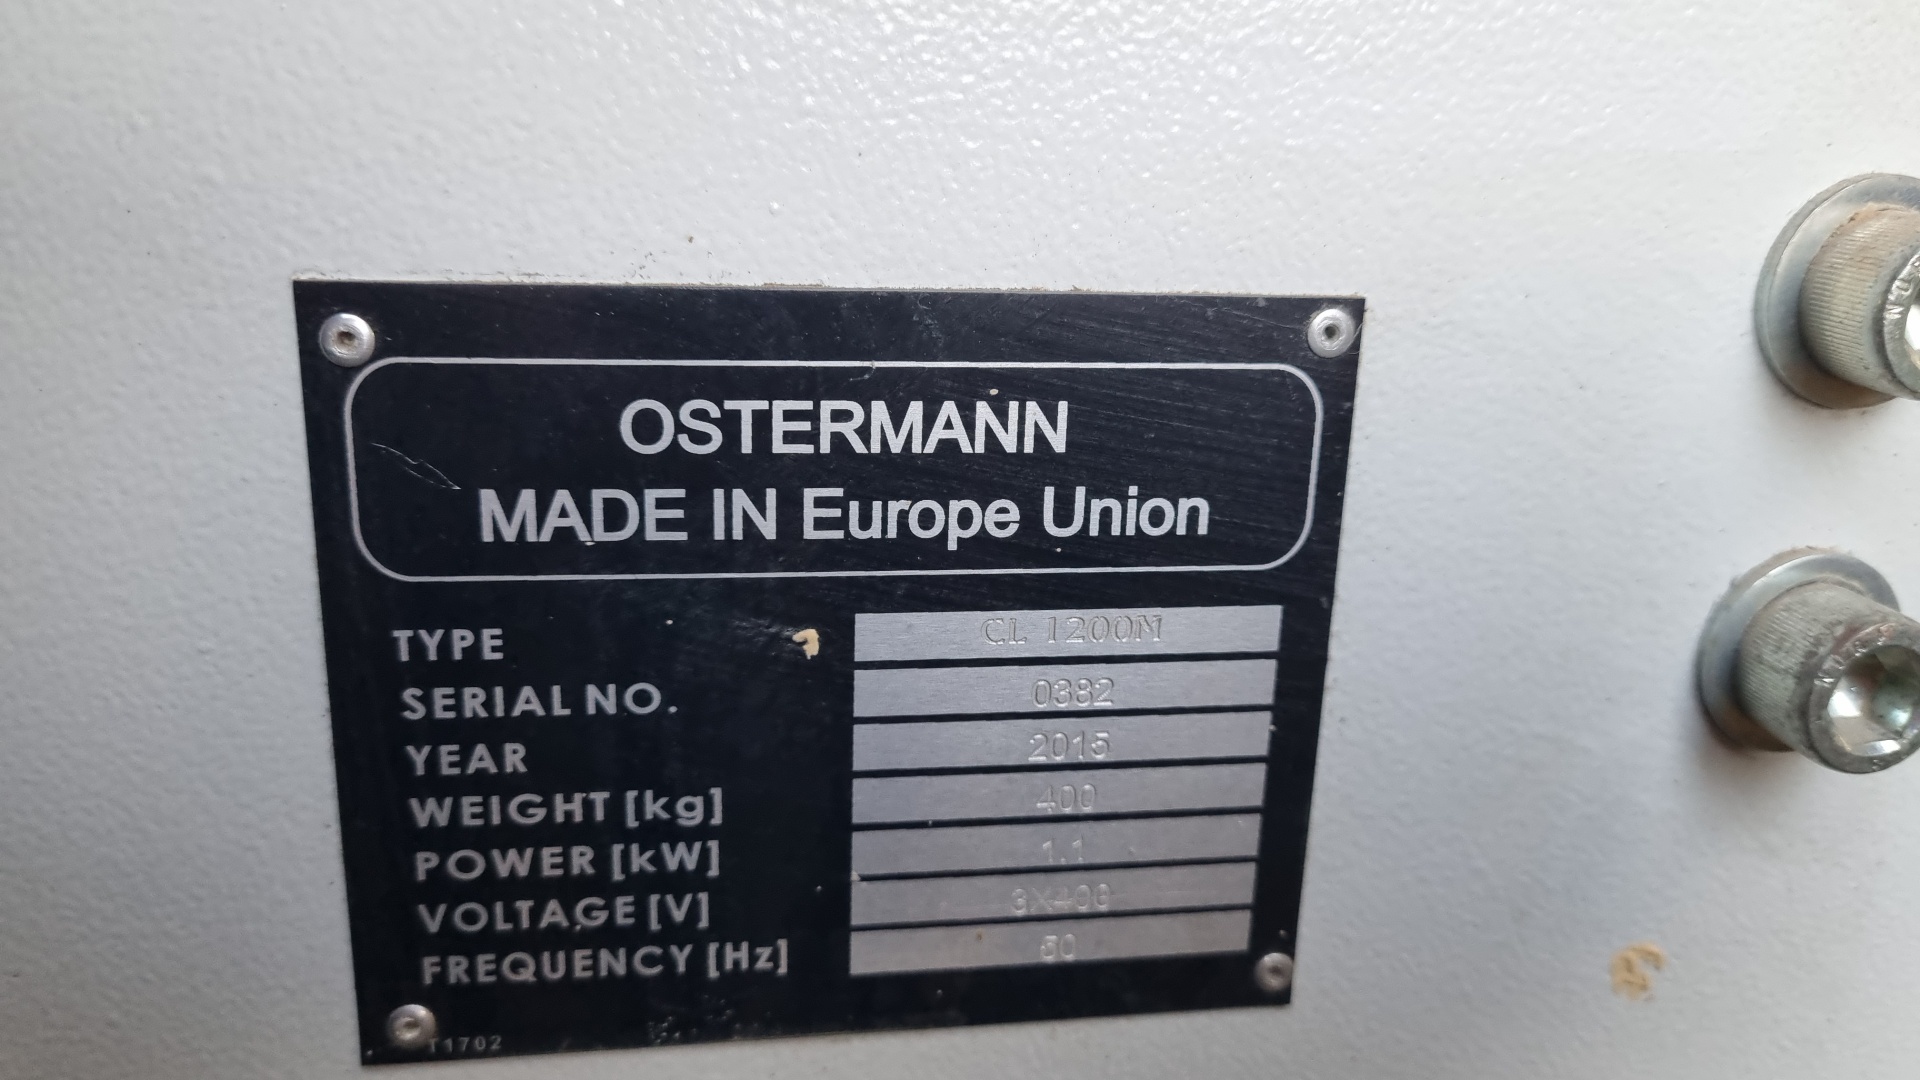 OSTERMANN
MADE IN Europe Union
TYPE CL 1200M
SERIAL NO. 0382
YEAR 2015
WEIGHT [kg] 400
POWER [kW] 1.1
VOLTAGE [V] 3X400
FREQUENCY [Hz] 50
T1702